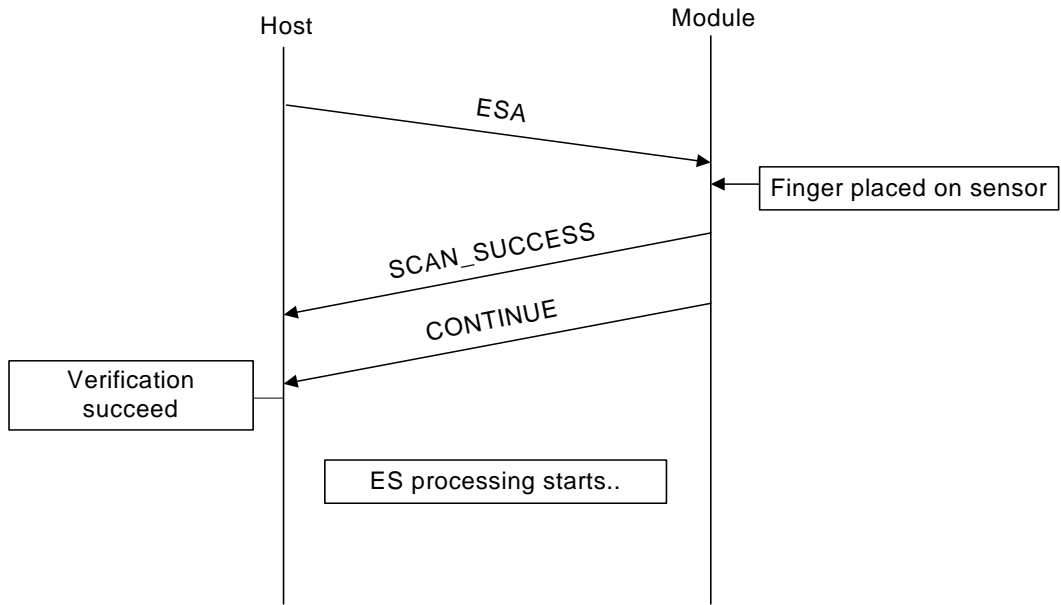 Host
Module
ESA
Finger placed on sensor
SCAN_SUCCESS
CONTINUE
Verification
succeed
ES processing starts..